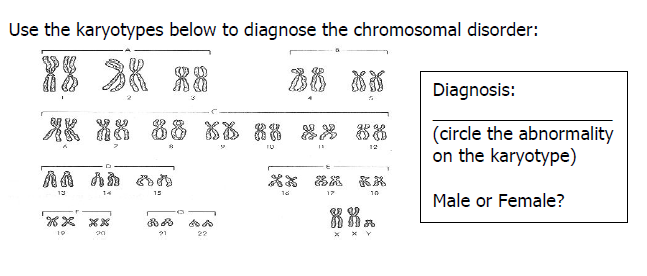 Use the karyotypes below to diagnose the chromosomal disorder:
A B
1 2 3 4 5
C
6 7 8 9 10 11 12
D E
13 14 15 16 17 18
F G
19 20 21 22 X X Y
Diagnosis:
(circle the abnormality
on the karyotype)
Male or Female?